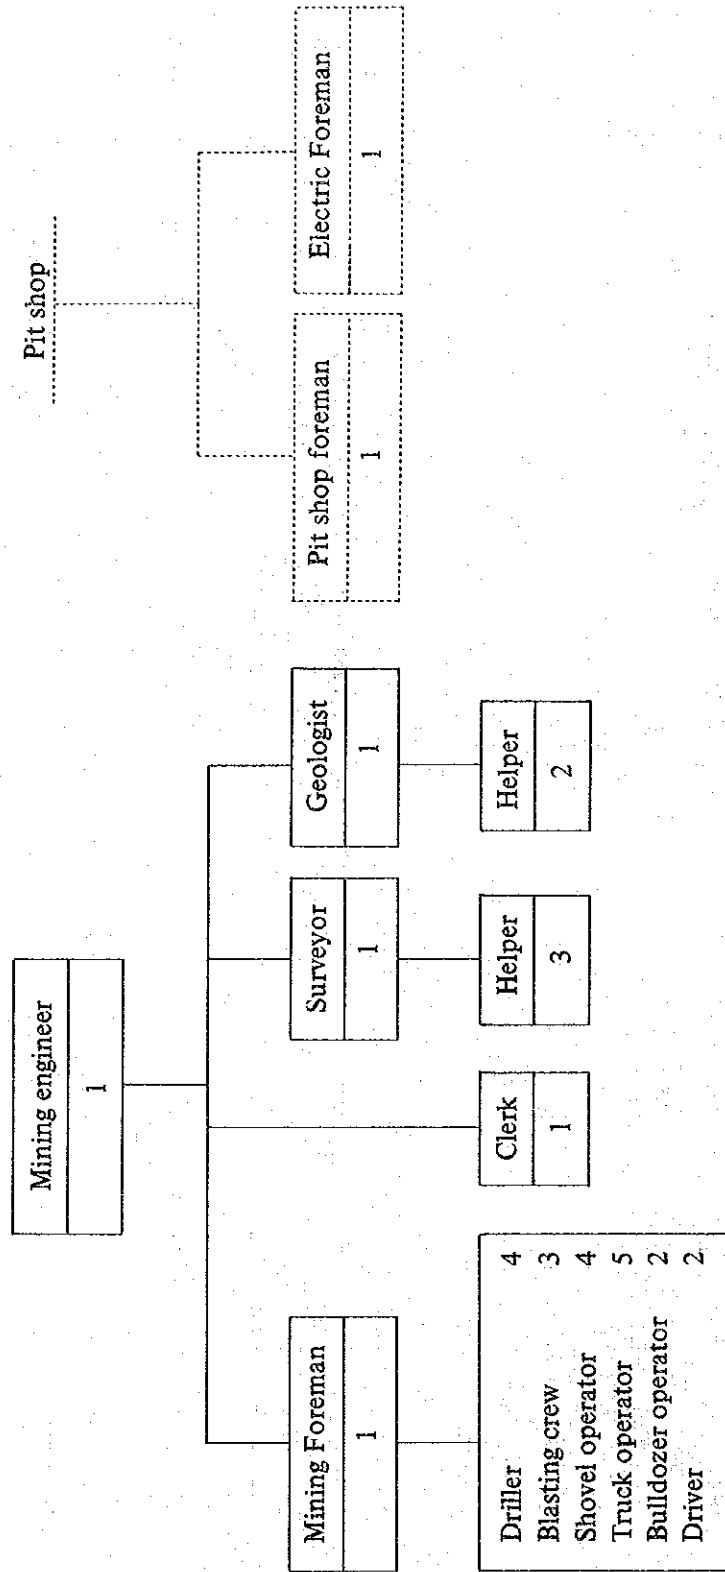 Mining engineer
1
Mining Foreman
1
Driller 4
Blasting crew 3
Shovel operator 4
Truck operator 5
Bulldozer operator 2
Driver 2
Clerk
1
Surveyor
1
Helper
3
Geologist
1
Helper
2
Pit shop
Pit shop foreman
1
Electric Foreman
1